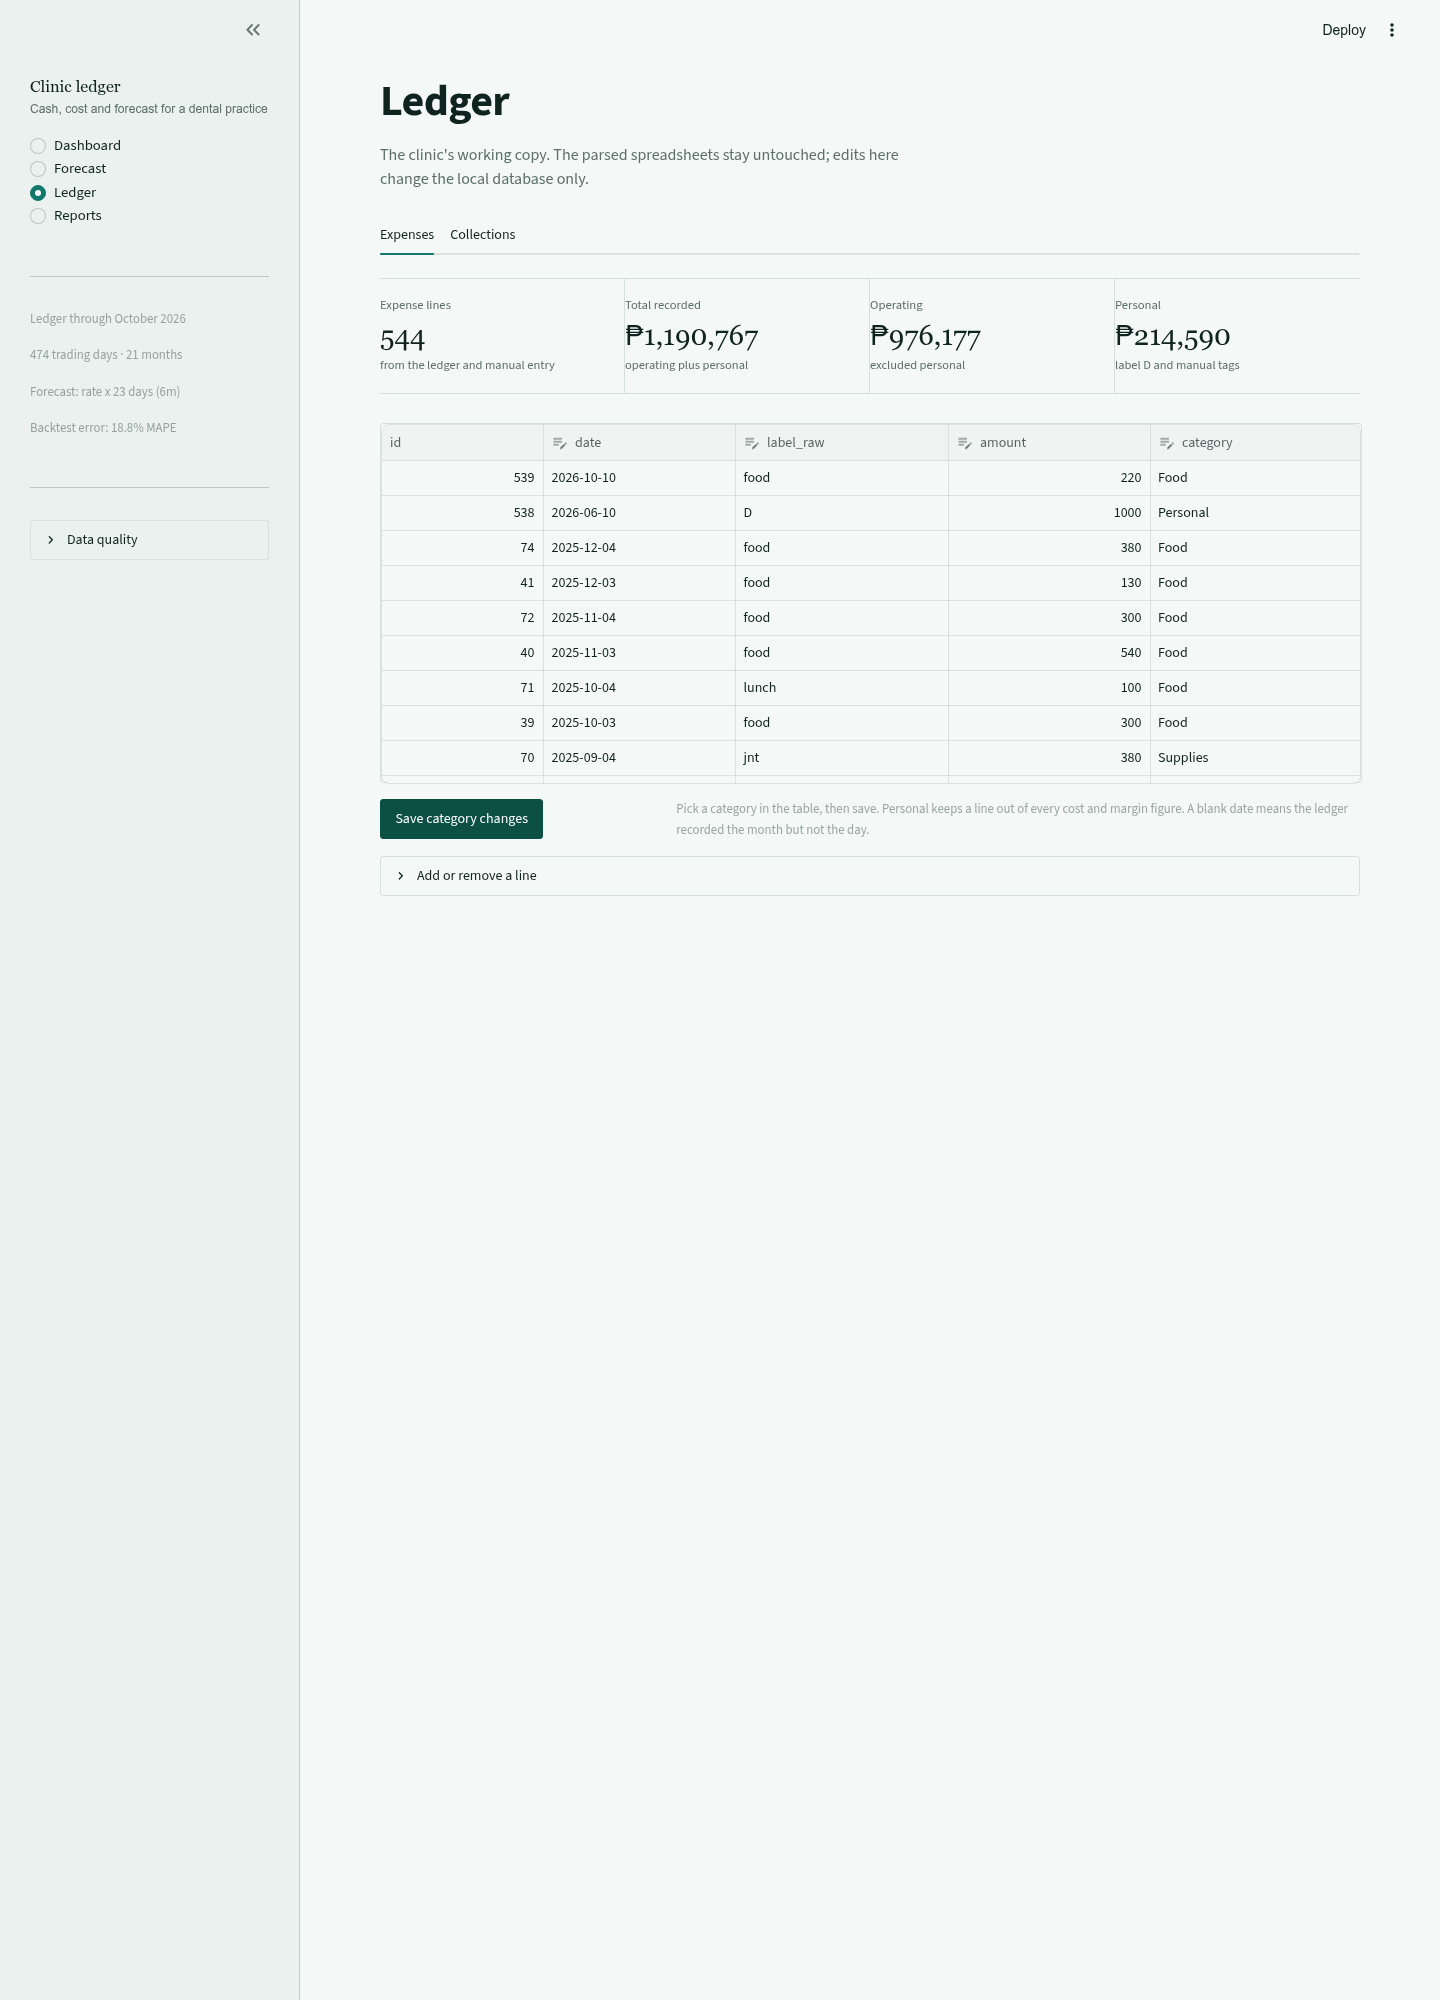 Deploy
Clinic ledger
Cash, cost and forecast for a dental practice
Dashboard
Forecast
Ledger
Reports
Ledger through October 2026
474 trading days · 21 months
Forecast: rate x 23 days (6m)
Backtest error: 18.8% MAPE
Data quality
Ledger
The clinic's working copy. The parsed spreadsheets stay untouched; edits here
change the local database only.
Expenses Collections
Expense lines Total recorded Operating Personal
544 ₱1,190,767 ₱976,177 ₱214,590
from the ledger and manual entry operating plus personal excluded personal label D and manual tags
id date label_raw amount category
539 2026-10-10 food 220 Food
538 2026-06-10 D 1000 Personal
74 2025-12-04 food 380 Food
41 2025-12-03 food 130 Food
72 2025-11-04 food 300 Food
40 2025-11-03 food 540 Food
71 2025-10-04 lunch 100 Food
39 2025-10-03 food 300 Food
70 2025-09-04 jnt 380 Supplies
Save category changes
Pick a category in the table, then save. Personal keeps a line out of every cost and margin figure. A blank date means the ledger
recorded the month but not the day.
Add or remove a line